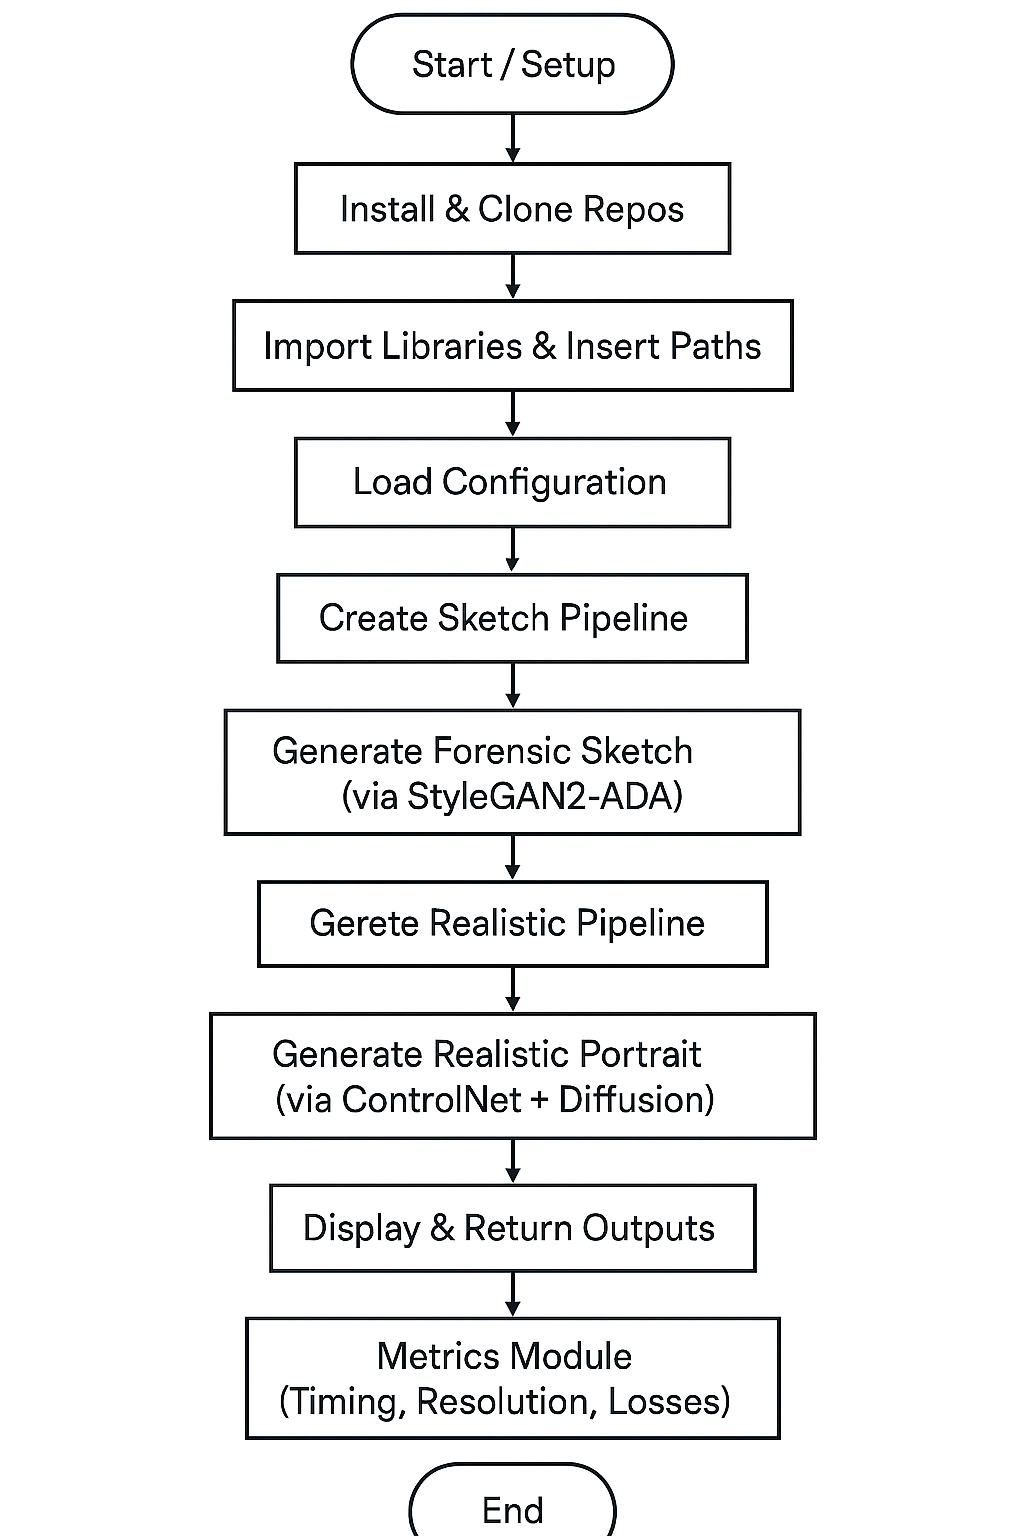 Start / Setup
Install & Clone Repos
Import Libraries & Insert Paths
Load Configuration
Create Sketch Pipeline
Generate Forensic Sketch
(via StyleGAN2-ADA)
Gerete Realistic Pipeline
Generate Realistic Portrait
(via ControlNet + Diffusion)
Display & Return Outputs
Metrics Module
(Timing, Resolution, Losses)
End